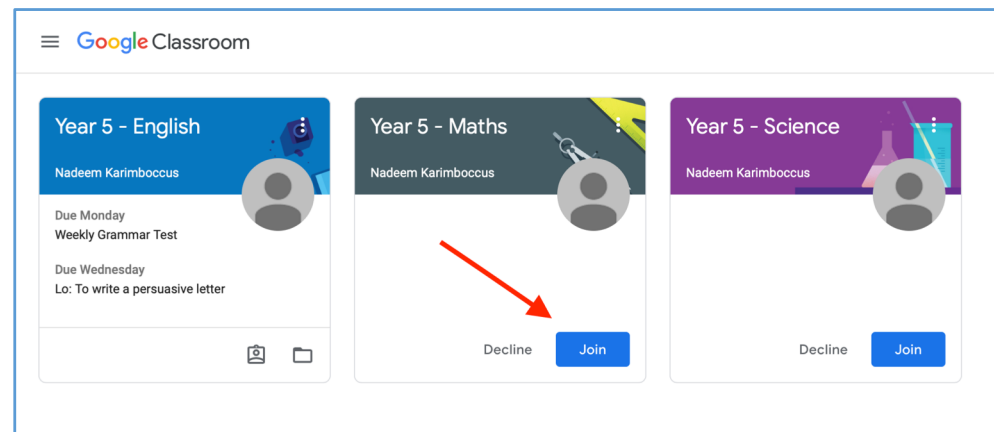 Google Classroom
Year 5 - English
Nadeem Karimboccus
Due Monday
Weekly Grammar Test
Due Wednesday
Lo: To write a persuasive letter
Year 5 - Maths
Nadeem Karimboccus
Decline Join
Year 5 - Science
Nadeem Karimboccus
Decline Join